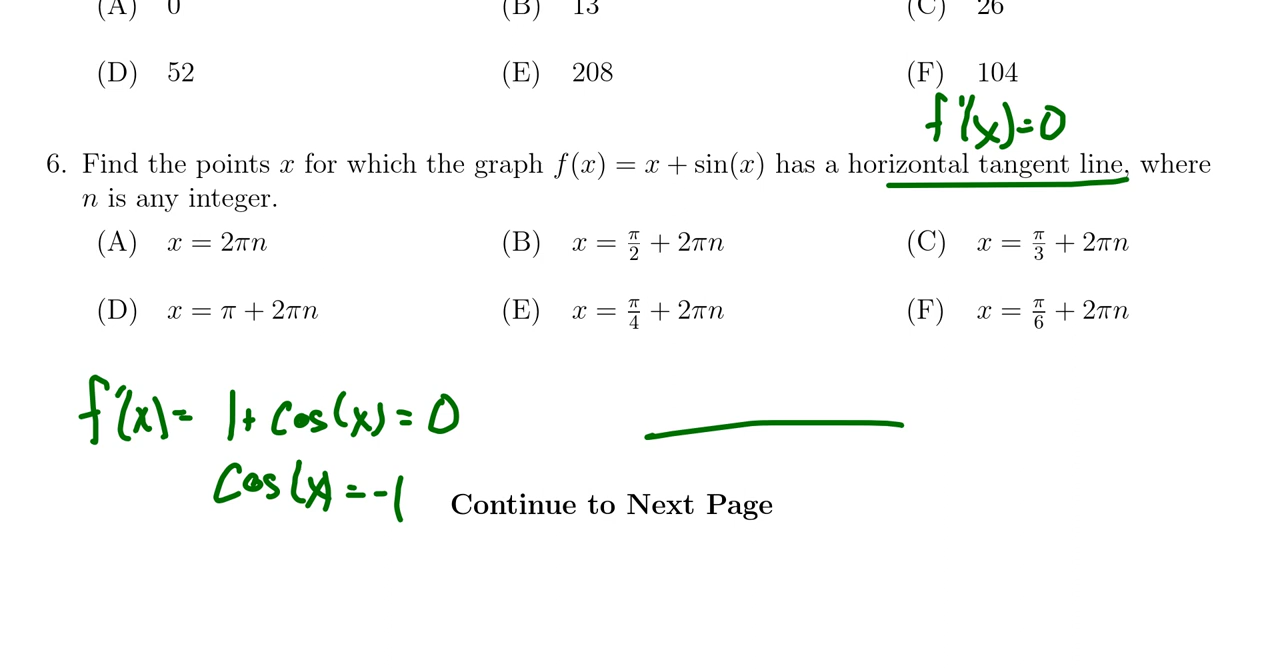 (A) 0 (B) 13 (C) 26
(D) 52 (E) 208 (F) 104
f'(x)=0
6. Find the points x for which the graph f(x) = x + sin(x) has a horizontal tangent line, where
n is any integer.
(A) x = 2πn (B) x = π/2 + 2πn (C) x = π/3 + 2πn
(D) x = π + 2πn (E) x = π/4 + 2πn (F) x = π/6 + 2πn
f'(x) = 1 + cos(x) = 0
cos(x) = -1
Continue to Next Page